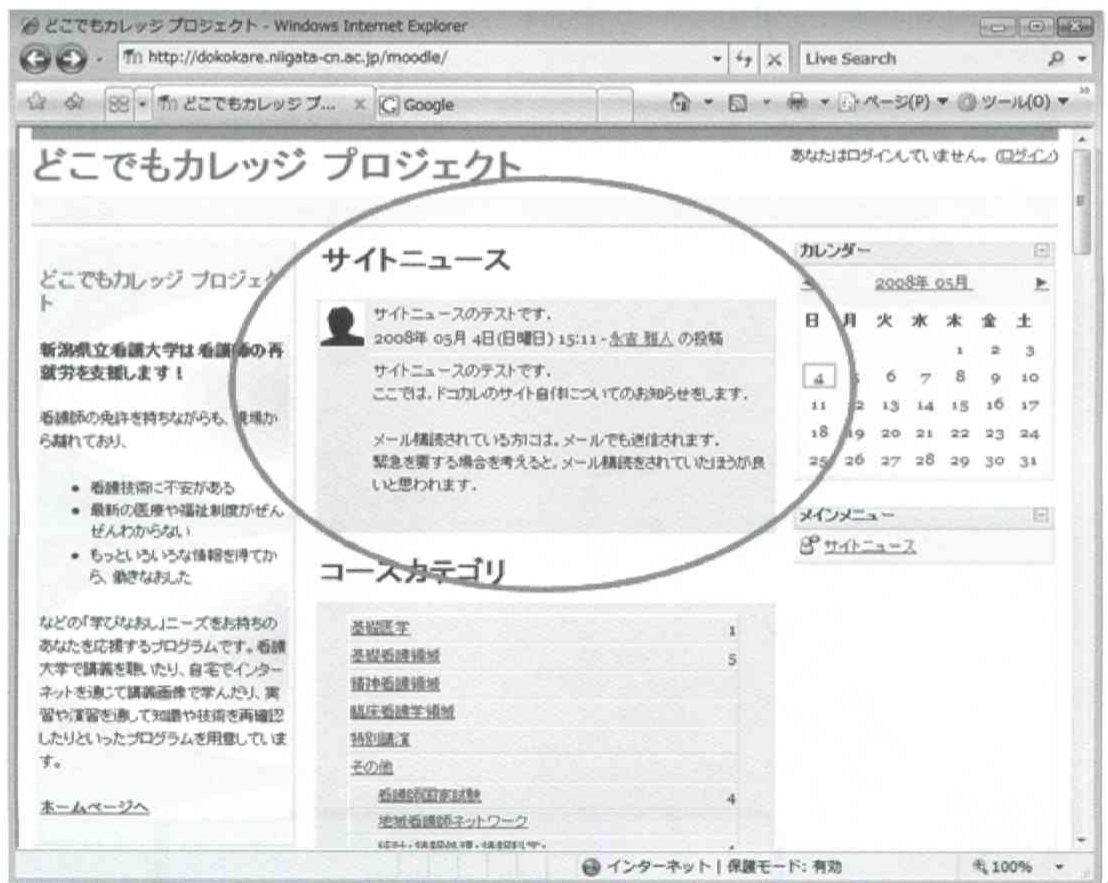 どこでもカレッジ プロジェクト - Windows Internet Explorer
http://dokokare.niigata-cn.ac.jp/moodle/
Live Search
どこでもカレッジ プ...
Google
ページ(P)
ツール(O)
どこでもカレッジ プロジェクト
あなたはログインしていません。 (ログイン)
どこでもカレッジ プロジェク
ト
新潟県立看護大学は看護師の再
就労を支援します！
看護師の免許を持ちながらも、現場か
ら離れており、
• 看護技術に不安がある
• 最新の医療や福祉制度がぜん
ぜんわからない
• もっといろいろな情報を得てか
ら、働きなおした
などの「学びなおし」ニーズをお持ちの
あなたを応援するプログラムです。看護
大学で講義を聴いたり、自宅でインター
ネットを通じて講義画像で学んだり、実
習や演習を通して知識や技術を再確認
したりといったプログラムを用意していま
す。
ホームページへ
サイトニュース
サイトニュースのテストです．
2008年 05月 4日(日曜日) 15:11 - 永吉 雅人 の投稿
サイトニュースのテストです．
ここでは，ドコカレのサイト自体についてのお知らせをします．
メール購読されている方には，メールでも送信されます．
緊急を要する場合を考えると，メール購読をされていたほうが良
いと思われます．
コースカテゴリ
基礎医学 1
基礎看護領域 5
精神看護領域
臨床看護学領域
特別講演
その他
看護師国家試験 4
地域看護師ネットワーク
統計・情報処理・情報科学・
カレンダー
2008年 05月
日 月 火 水 木 金 土
1 2 3
4 5 6 7 8 9 10
11 12 13 14 15 16 17
18 19 20 21 22 23 24
25 26 27 28 29 30 31
メインメニュー
サイトニュース
インターネット | 保護モード: 有効
100%